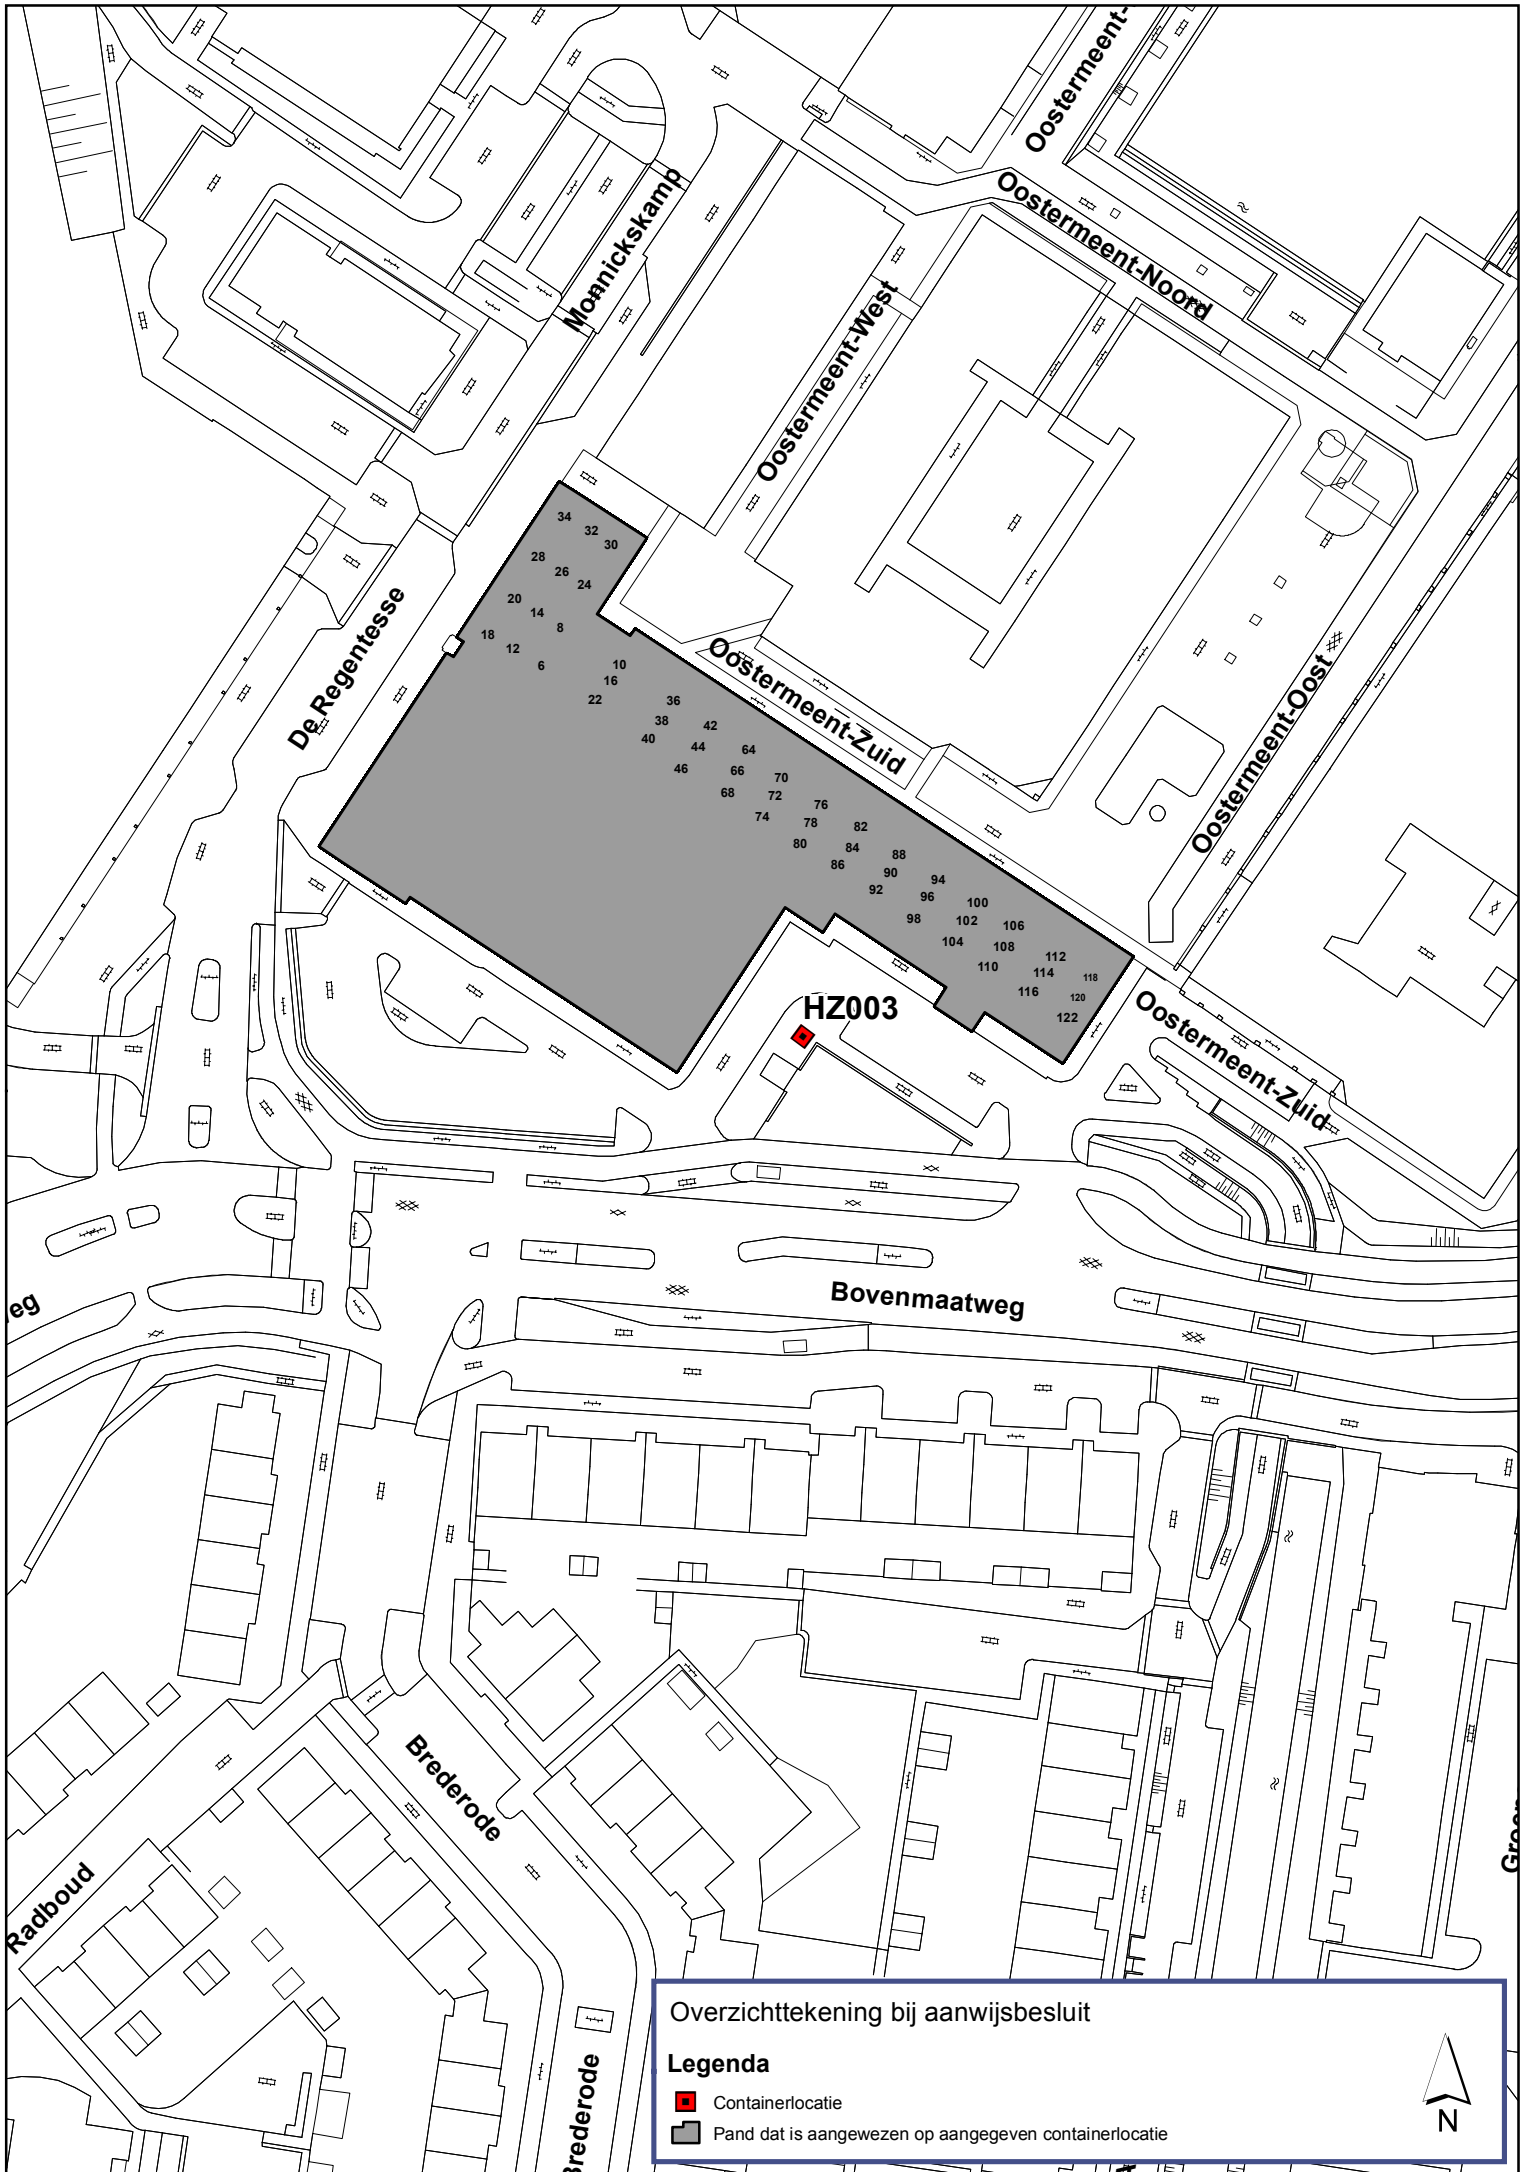 Oostermeent-
Oostermeent-Noord
Monnickskamp
Oostermeent-West
34
32
30
28
26
24
20
14
8
18
12
6
10
16
22
De Regentesse
Oostermeent-Zuid
Oostermeent-Oost
36
38
42
40
44
64
46
66
70
68
72
76
74
78
82
80
84
88
86
90
94
92
96
100
98
102
106
104
108
112
110
114
118
116
120
122
HZ003
Oostermeent-Zuid
eg
Bovenmaatweg
Brederode
Radboud
Brederode
Overzichttekening bij aanwijsbesluit
Legenda
Containerlocatie
Pand dat is aangewezen op aangegeven containerlocatie
N